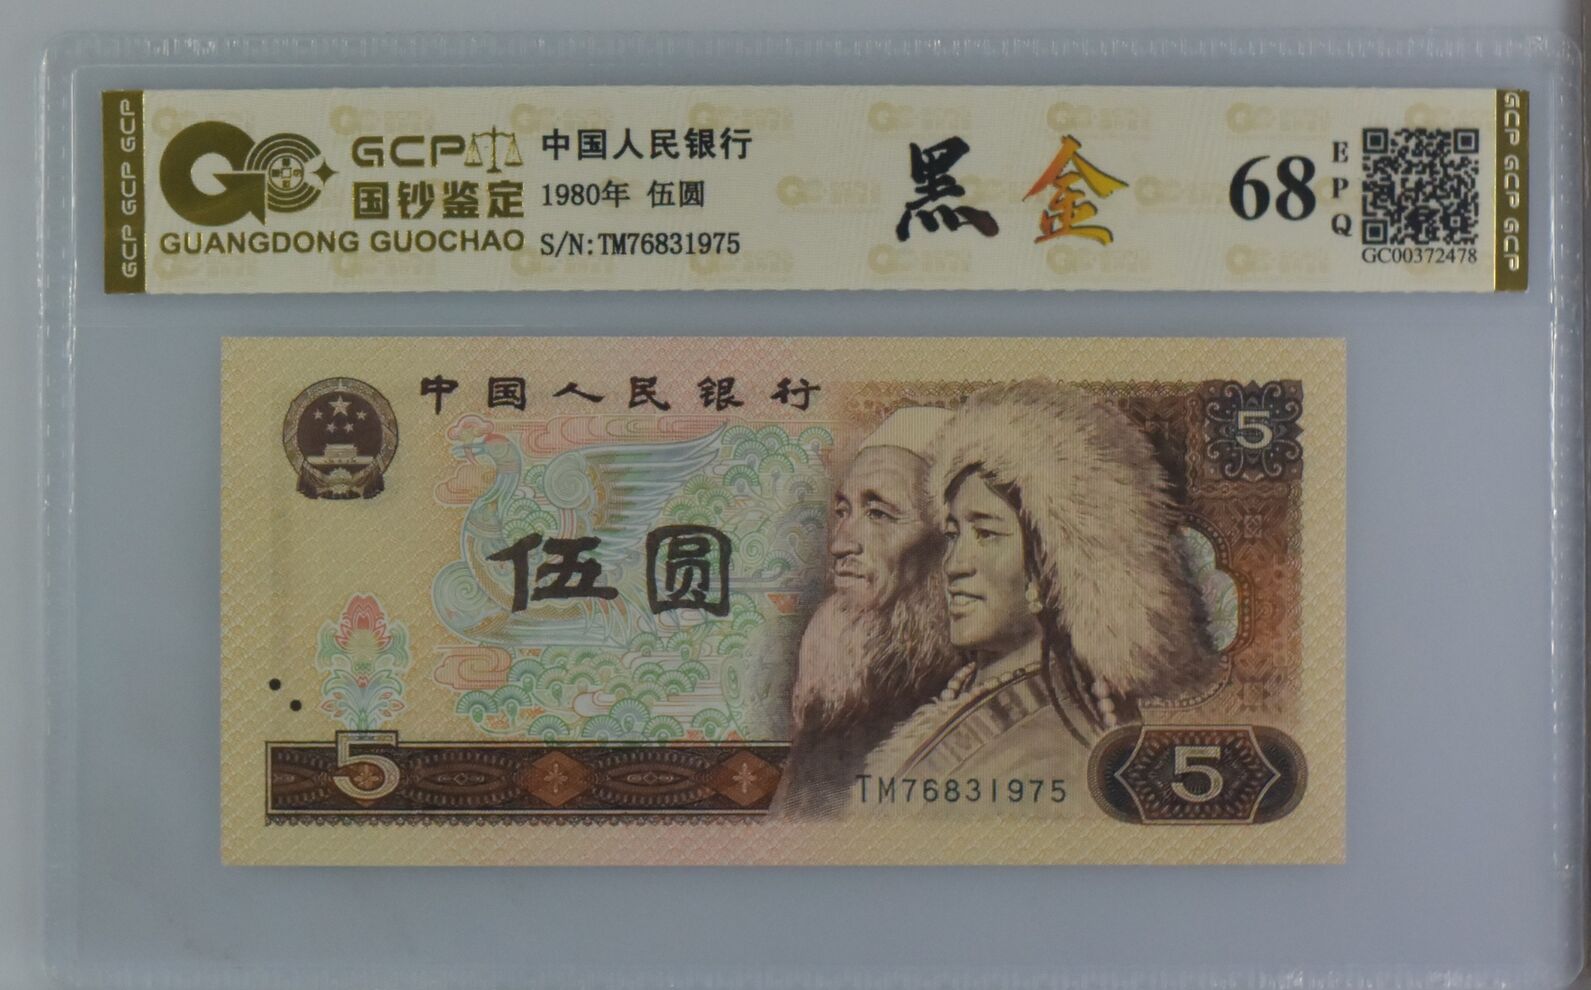 GCP GCP GCP
GCP
国钞鉴定
GUANGDONG GUOCHAO
中国人民银行
1980年 伍圆
S/N:TM76831975
黑金
68
EPQ
GC00372478
GCP GCP GCP
中国人民银行
5
伍圆
5
TM76831975
5